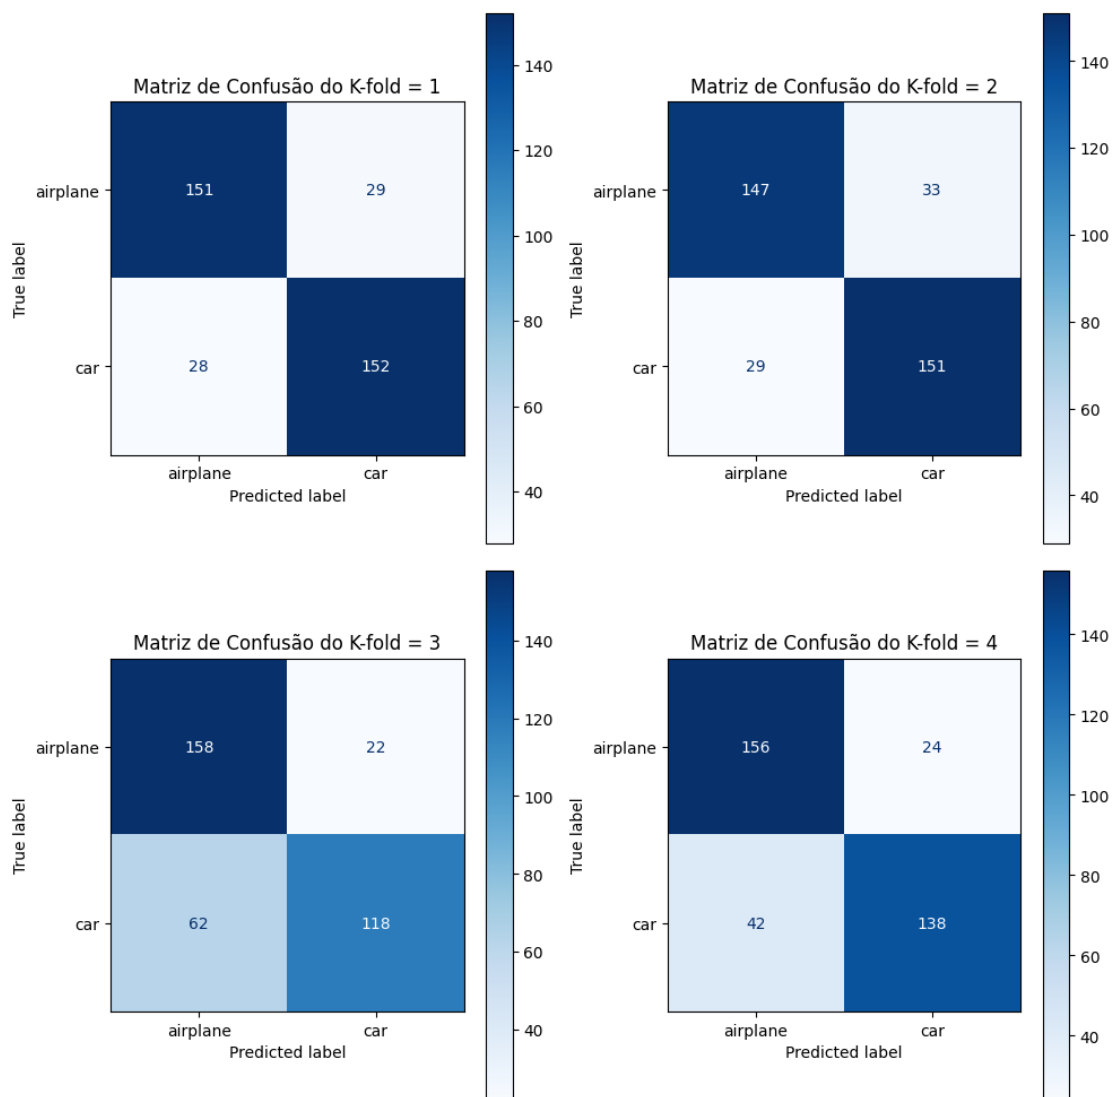 Matriz de Confusão do K-fold = 1
140
120
100
80
60
40
True label
airplane
151
29
car
28
152
airplane
car
Predicted label
Matriz de Confusão do K-fold = 2
140
120
100
80
60
40
True label
airplane
147
33
car
29
151
airplane
car
Predicted label
Matriz de Confusão do K-fold = 3
140
120
100
80
60
40
True label
airplane
158
22
car
62
118
airplane
car
Predicted label
Matriz de Confusão do K-fold = 4
140
120
100
80
60
40
True label
airplane
156
24
car
42
138
airplane
car
Predicted label